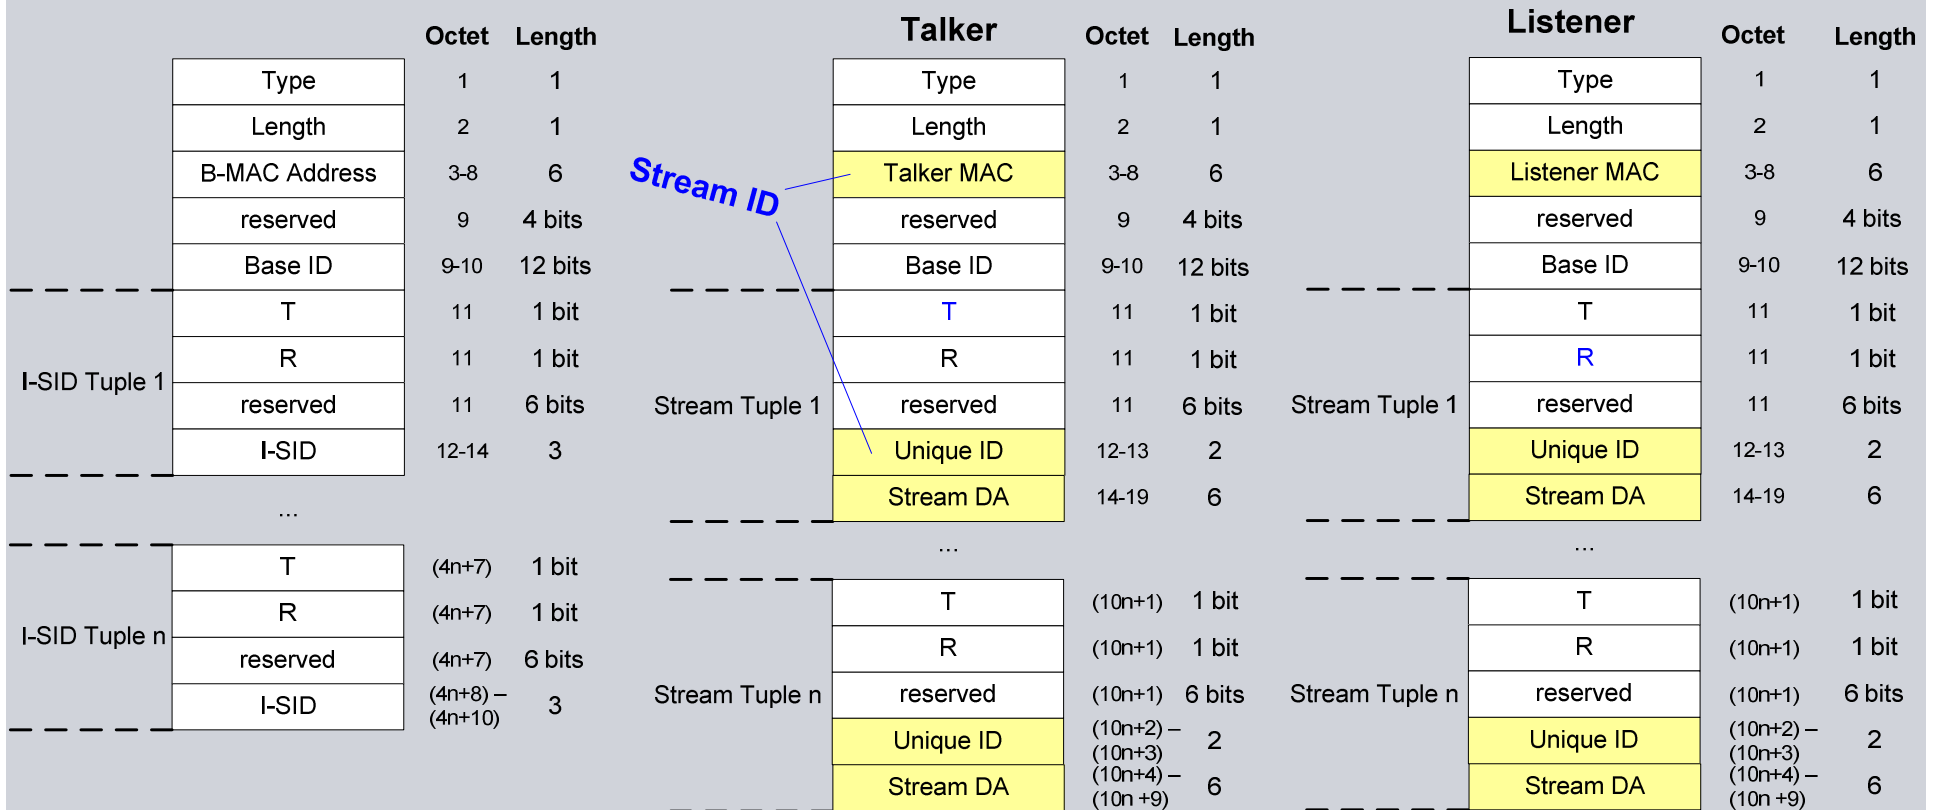 Octet Length
Type 1 1
Length 2 1
B-MAC Address 3-8 6
reserved 9 4 bits
Base ID 9-10 12 bits
I-SID Tuple 1
T 11 1 bit
R 11 1 bit
reserved 11 6 bits
I-SID 12-14 3
...
I-SID Tuple n
T (4n+7) 1 bit
R (4n+7) 1 bit
reserved (4n+7) 6 bits
I-SID (4n+8) – (4n+10) 3
Stream ID
Talker
Octet Length
Type 1 1
Length 2 1
Talker MAC 3-8 6
reserved 9 4 bits
Base ID 9-10 12 bits
Stream Tuple 1
T 11 1 bit
R 11 1 bit
reserved 11 6 bits
Unique ID 12-13 2
Stream DA 14-19 6
...
Stream Tuple n
T (10n+1) 1 bit
R (10n+1) 1 bit
reserved (10n+1) 6 bits
Unique ID (10n+2) – (10n+3) 2
Stream DA (10n+4) – (10n +9) 6
Listener
Octet Length
Type 1 1
Length 2 1
Listener MAC 3-8 6
reserved 9 4 bits
Base ID 9-10 12 bits
Stream Tuple 1
T 11 1 bit
R 11 1 bit
reserved 11 6 bits
Unique ID 12-13 2
Stream DA 14-19 6
...
Stream Tuple n
T (10n+1) 1 bit
R (10n+1) 1 bit
reserved (10n+1) 6 bits
Unique ID (10n+2) – (10n+3) 2
Stream DA (10n+4) – (10n +9) 6